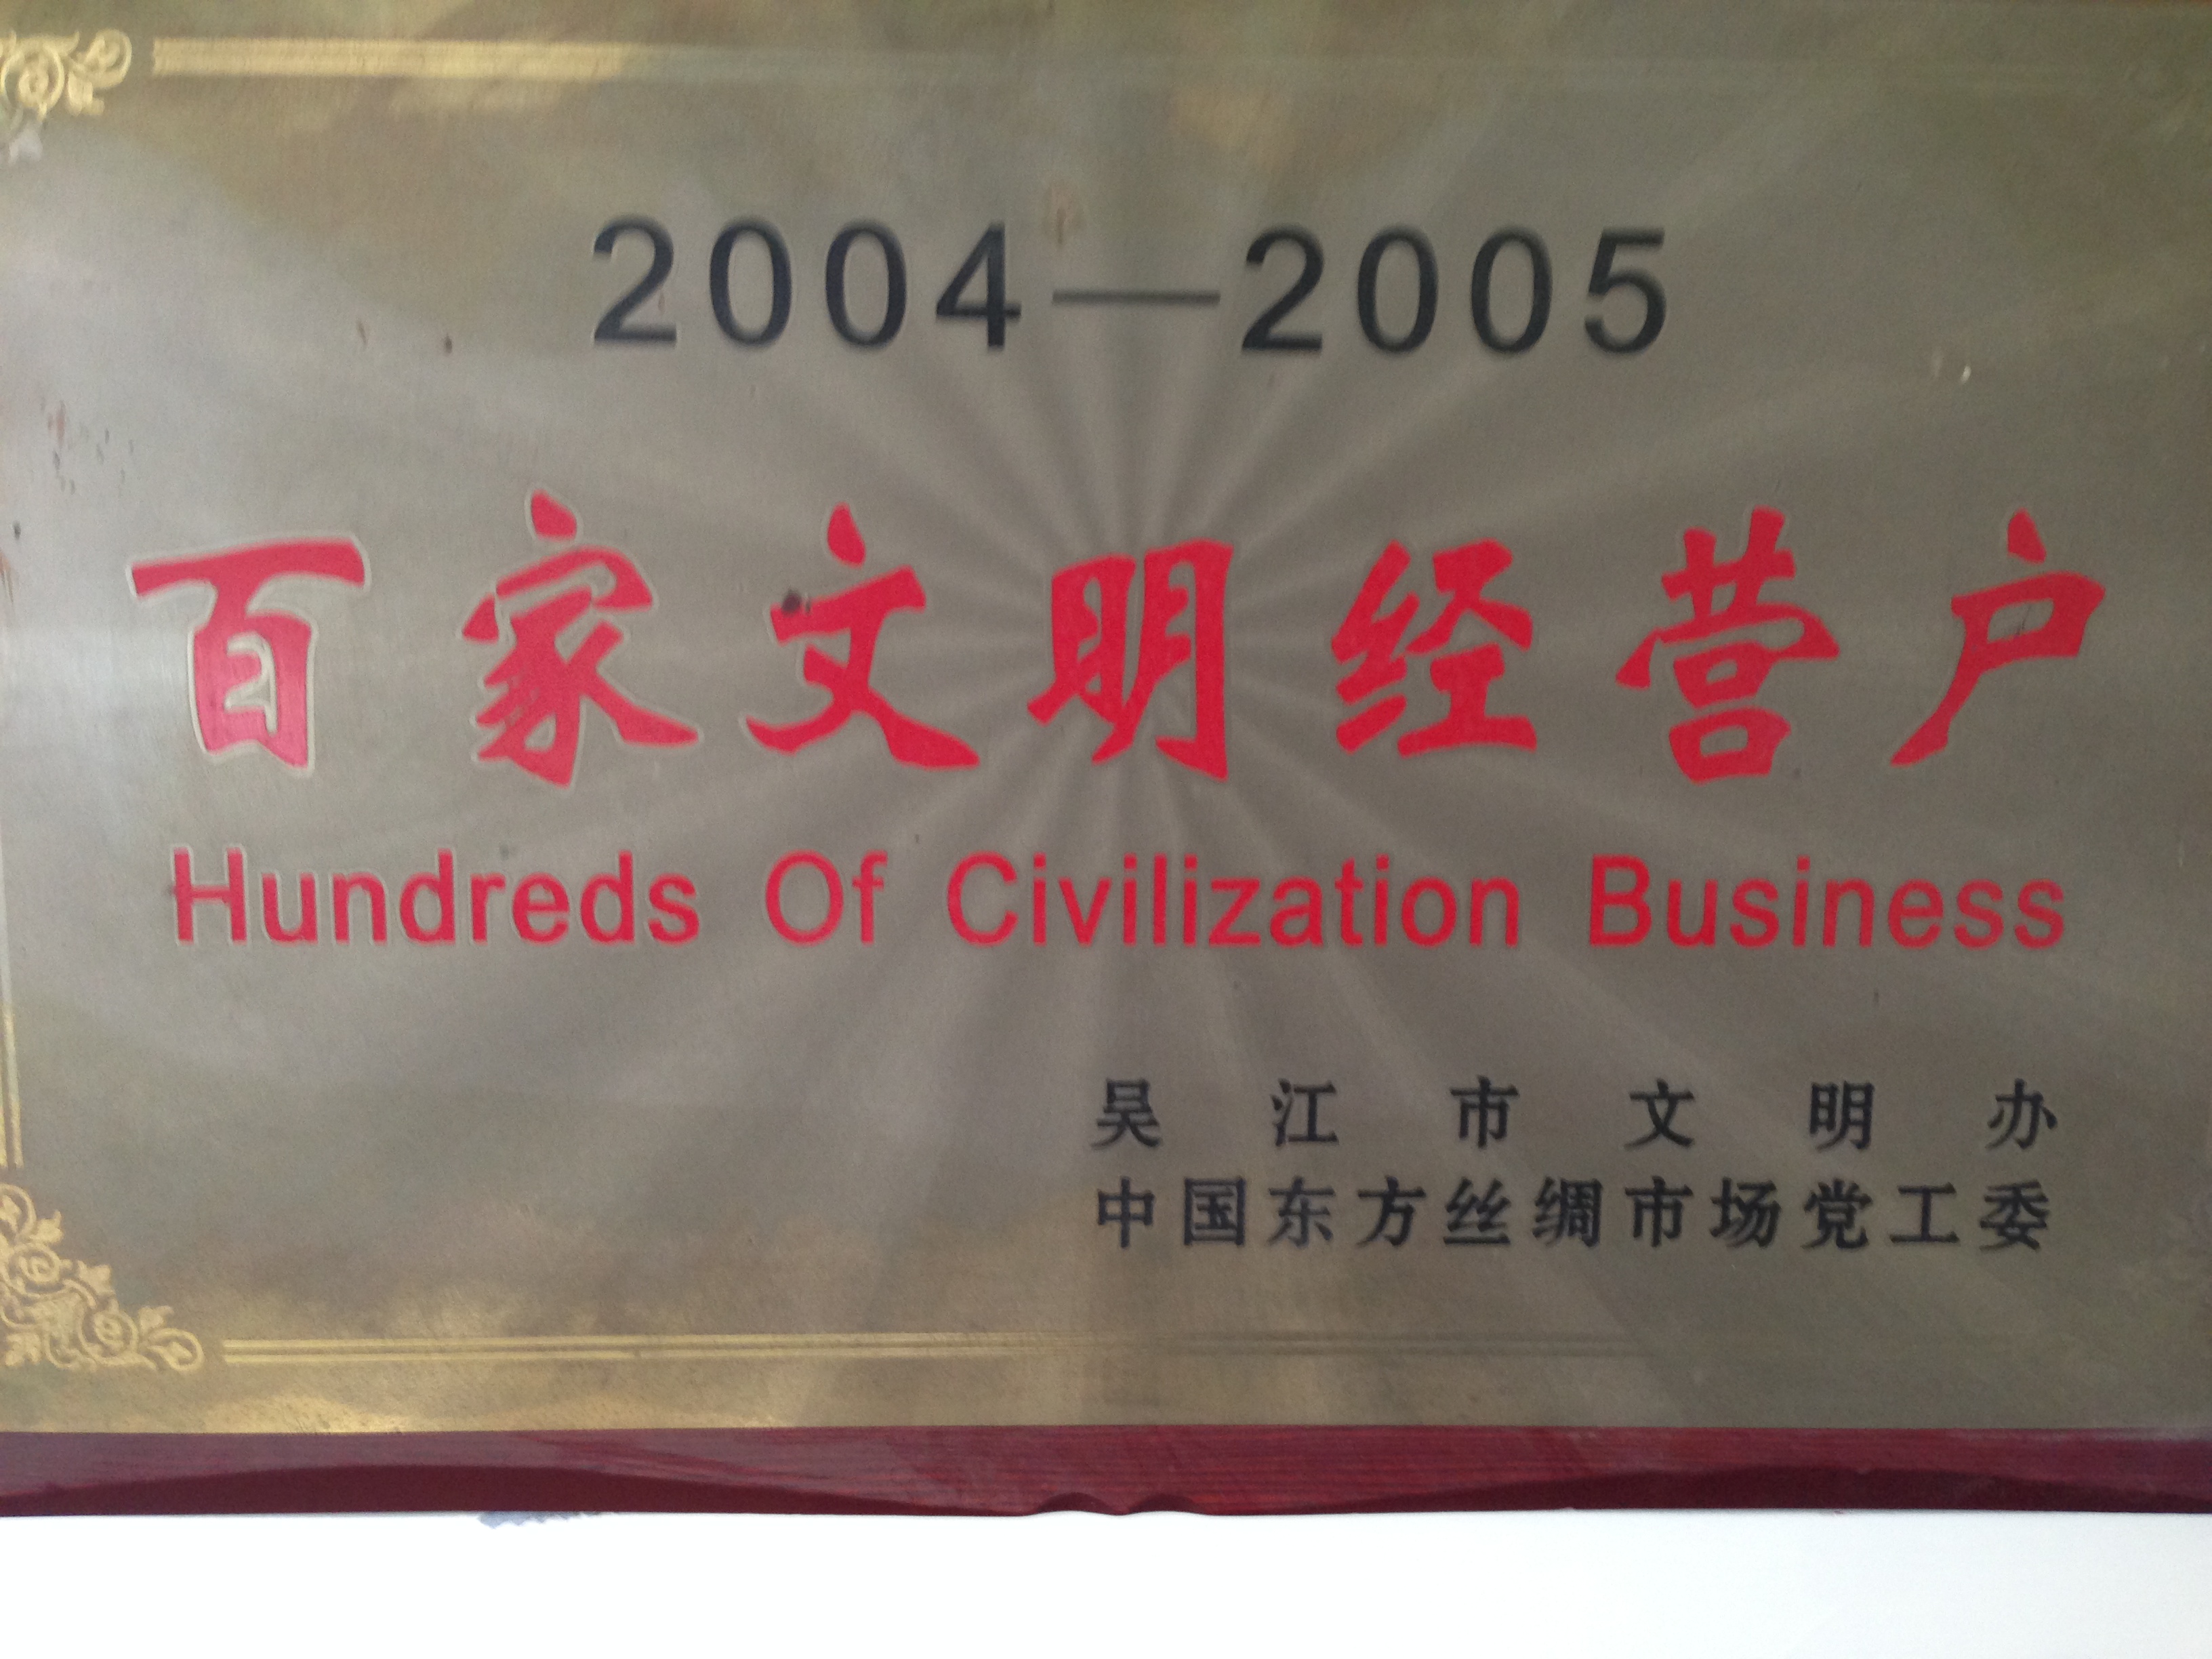 2004—2005
百家文明经营户
Hundreds Of Civilization Business
吴江市文明办
中国东方丝绸市场党工委